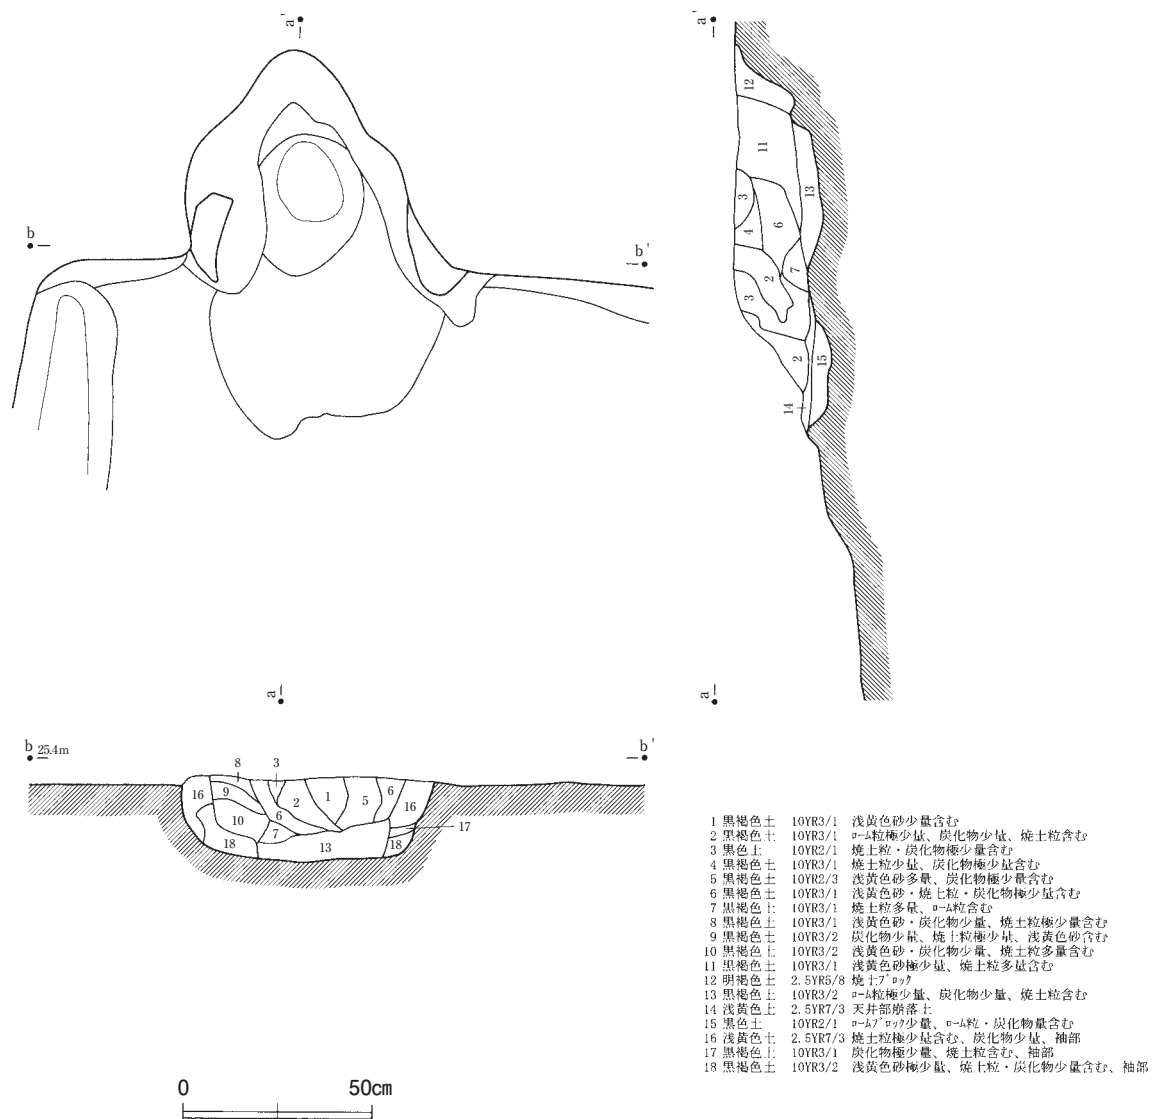 a'
a'
12
11
13
3
4
6
7
2
3
2
15
14
b
b'
a
a
b 25.4m
b'
8
3
16
9
10
18
2
1
5
6
16
6
7
13
17
18
1 黒褐色土 10YR3/1 浅黄色砂少量含む
2 黒褐色土 10YR3/1 ローム粒極少量、炭化物少量、焼土粒含む
3 黒色土 10YR2/1 焼土粒・炭化物極少量含む
4 黒褐色土 10YR3/1 焼土粒少量、炭化物極少量含む
5 黒褐色土 10YR2/3 浅黄色砂多量、炭化物極少量含む
6 黒褐色土 10YR3/1 浅黄色砂・焼土粒・炭化物極少量含む
7 黒褐色土 10YR3/1 焼土粒多量、ローム粒含む
8 黒褐色土 10YR3/1 浅黄色砂・炭化物少量、焼土粒極少量含む
9 黒褐色土 10YR3/2 炭化物少量、焼土粒極少量、浅黄色砂含む
10 黒褐色土 10YR3/2 浅黄色砂・炭化物少量、焼土粒多量含む
11 黒褐色土 10YR3/1 浅黄色砂極少量、焼土粒多量含む
12 明褐色土 2.5YR5/8 焼土ブロック
13 黒褐色土 10YR3/2 ローム粒極少量、炭化物少量、焼土粒含む
14 浅黄色土 2.5YR7/3 天井部崩落土
15 黒色土 10YR2/1 ロームブロック少量、ローム粒・炭化物量含む
16 浅黄色土 2.5YR7/3 焼土粒極少量含む、炭化物少量、袖部
17 黒褐色土 10YR3/1 炭化物極少量、焼土粒含む、袖部
18 黒褐色土 10YR3/2 浅黄色砂極少量、焼土粒・炭化物少量含む、袖部
0 50cm